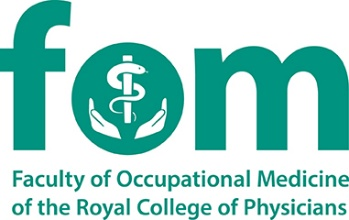 fom
Faculty of Occupational Medicine
of the Royal College of Physicians